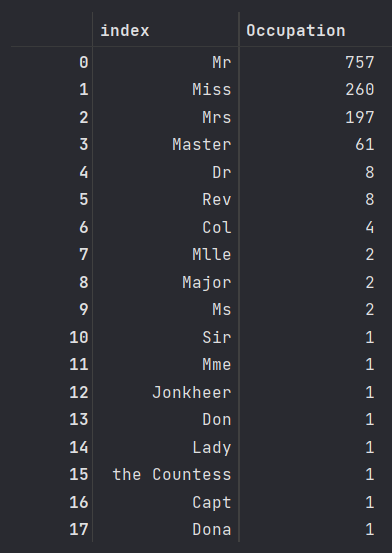 index Occupation
0 Mr 757
1 Miss 260
2 Mrs 197
3 Master 61
4 Dr 8
5 Rev 8
6 Col 4
7 Mlle 2
8 Major 2
9 Ms 2
10 Sir 1
11 Mme 1
12 Jonkheer 1
13 Don 1
14 Lady 1
15 the Countess 1
16 Capt 1
17 Dona 1